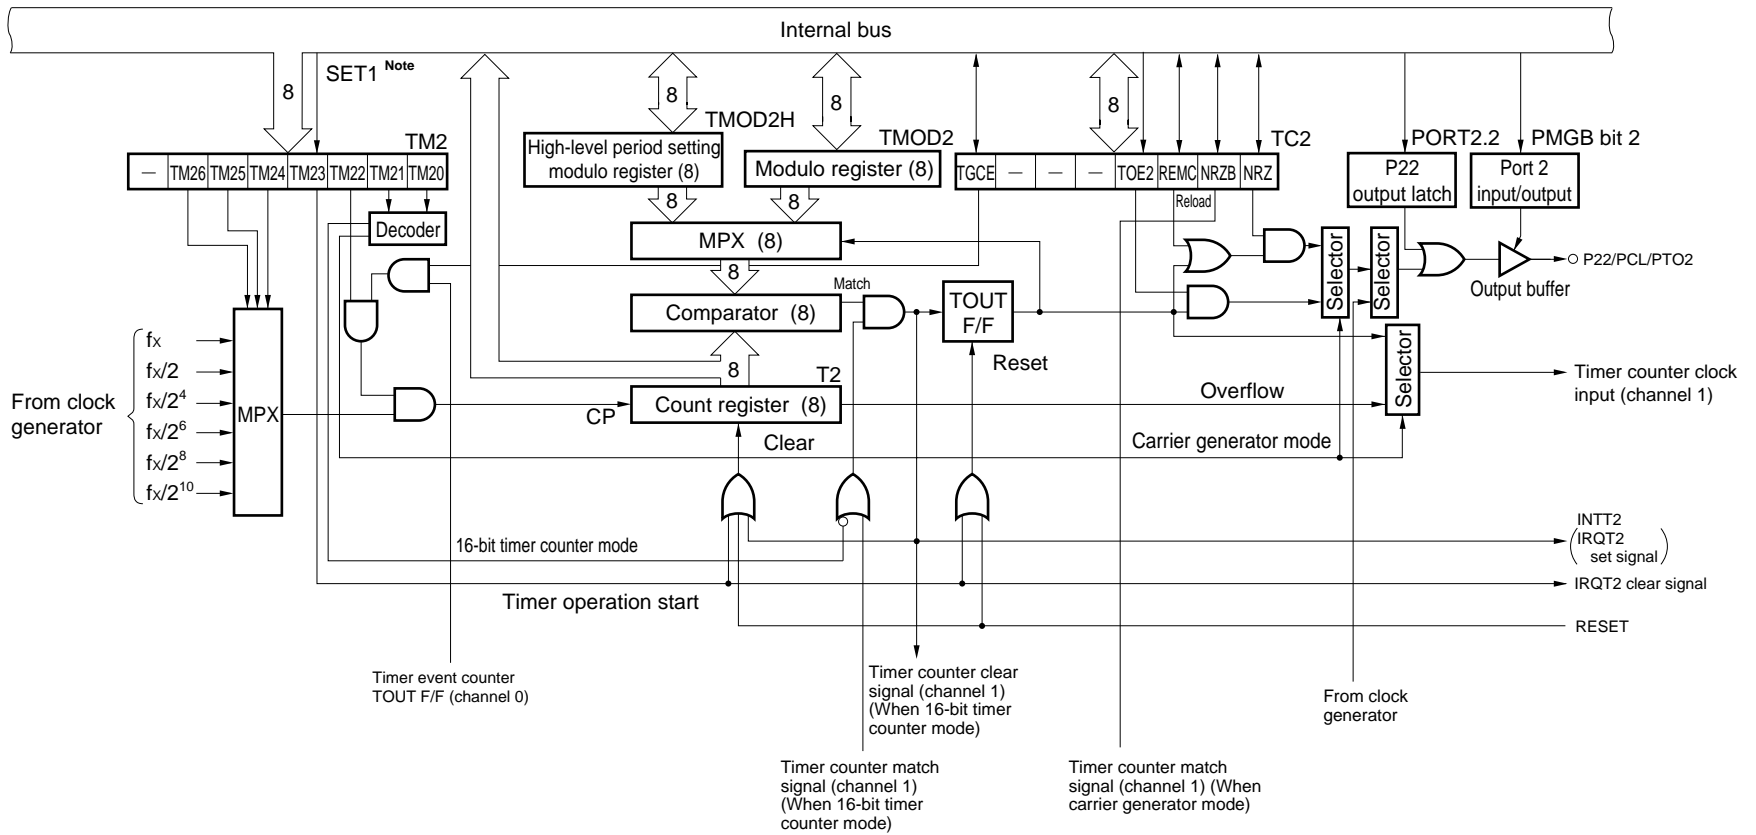 Internal bus
SET1 Note
8
8
8
8
TM2
TMOD2H
TMOD2
TC2
PORT2.2
PMGB bit 2
— TM26 TM25 TM24 TM23 TM22 TM21 TM20
High-level period setting
modulo register (8)
Modulo register (8)
TGCE — — — TOE2 REMC NRZB NRZ
P22
output latch
Port 2
input/output
Decoder
8
8
Reload
MPX (8)
8
Match
Comparator (8)
TOUT
F/F
Reset
Selector
Selector
Output buffer
P22/PCL/PTO2
8
T2
Count register (8)
CP
Clear
Overflow
Selector
Timer counter clock
input (channel 1)
Carrier generator mode
From clock
generator
fX
fX/2
fX/2⁴
fX/2⁶
fX/2⁸
fX/2¹⁰
MPX
16-bit timer counter mode
INTT2
IRQT2
set signal
Timer operation start
IRQT2 clear signal
RESET
Timer event counter
TOUT F/F (channel 0)
Timer counter clear
signal (channel 1)
(When 16-bit timer
counter mode)
From clock
generator
Timer counter match
signal (channel 1)
(When 16-bit timer
counter mode)
Timer counter match
signal (channel 1) (When
carrier generator mode)